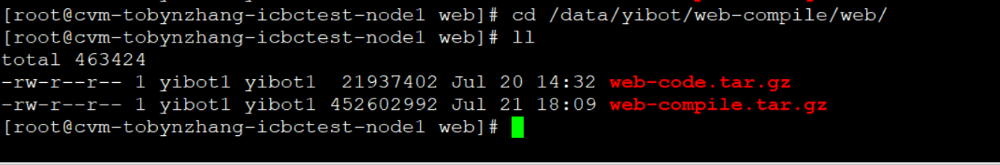 [root@cvm-tobynzhang-icbctest-node1 web]# cd /data/yibot/web-compile/web/
[root@cvm-tobynzhang-icbctest-node1 web]# ll
total 463424
-rw-r--r-- 1 yibot1 yibot1  21937402 Jul 20 14:32 web-code.tar.gz
-rw-r--r-- 1 yibot1 yibot1 452602992 Jul 21 18:09 web-compile.tar.gz
[root@cvm-tobynzhang-icbctest-node1 web]#